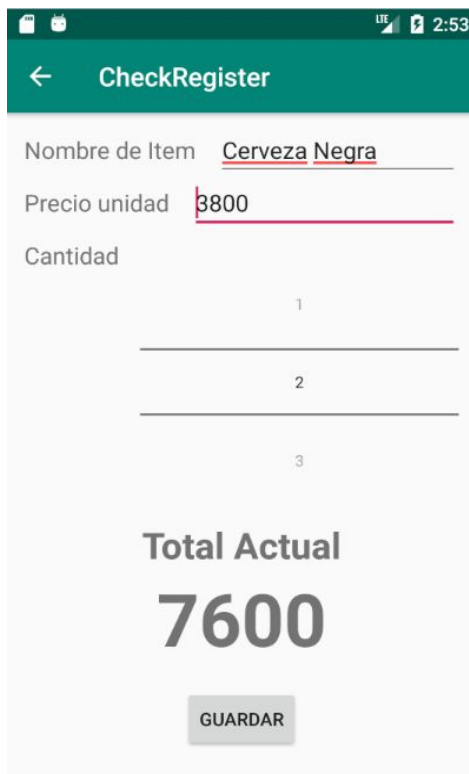 LTE 2:53
CheckRegister
Nombre de Item Cerveza Negra
Precio unidad 3800
Cantidad
1
2
3
Total Actual
7600
GUARDAR